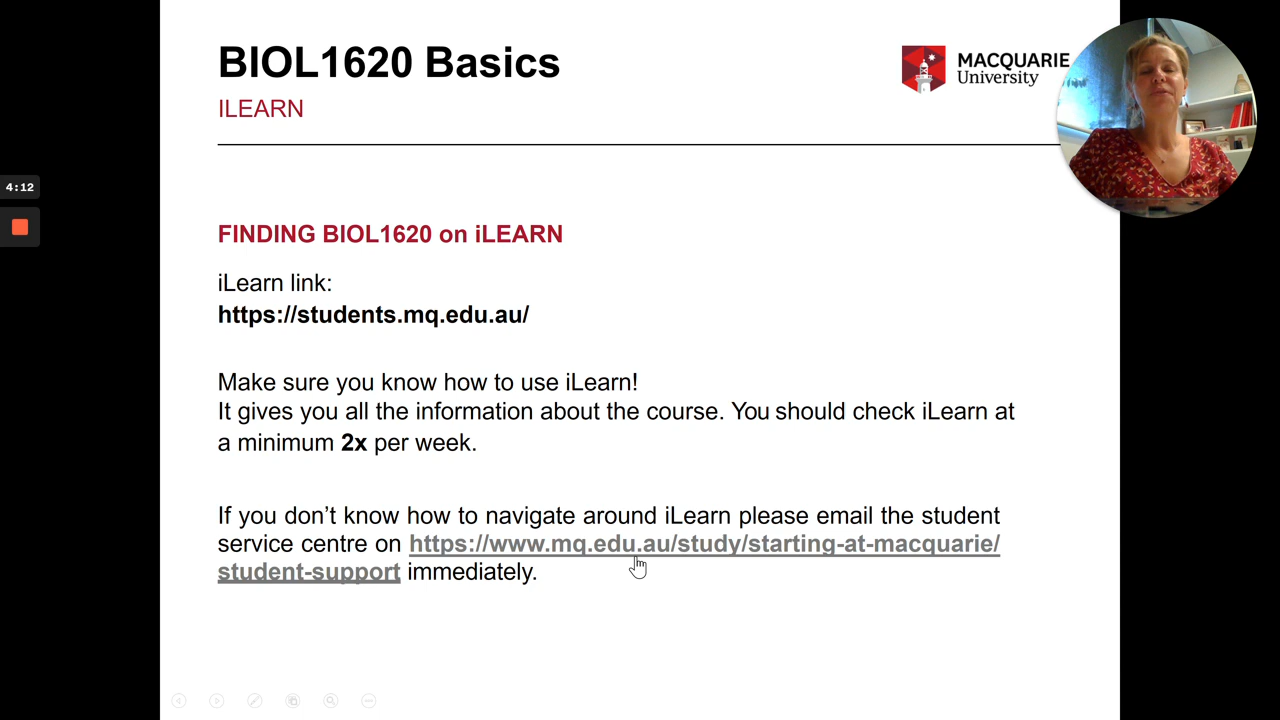 BIOL1620 Basics
ILEARN
MACQUARIE
University
4:12
FINDING BIOL1620 on iLEARN
iLearn link:
https://students.mq.edu.au/
Make sure you know how to use iLearn!
It gives you all the information about the course. You should check iLearn at
a minimum 2x per week.
If you don’t know how to navigate around iLearn please email the student
service centre on https://www.mq.edu.au/study/starting-at-macquarie/
student-support immediately.